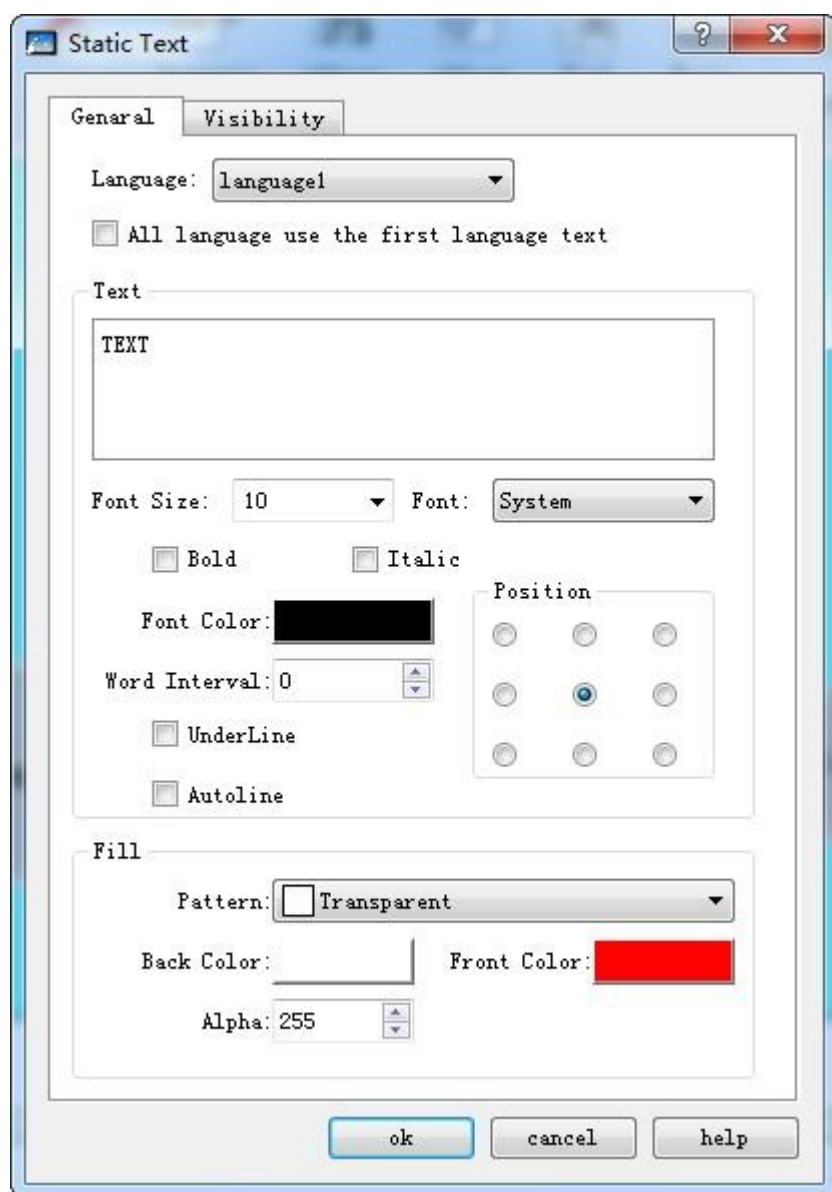 Static Text
Genaral Visibility
Language: language1
All language use the first language text
Text
TEXT
Font Size: 10 Font: System
Bold Italic
Position
Font Color:
Word Interval: 0
UnderLine
Autoline
Fill
Pattern: Transparent
Back Color: Front Color:
Alpha: 255
ok cancel help